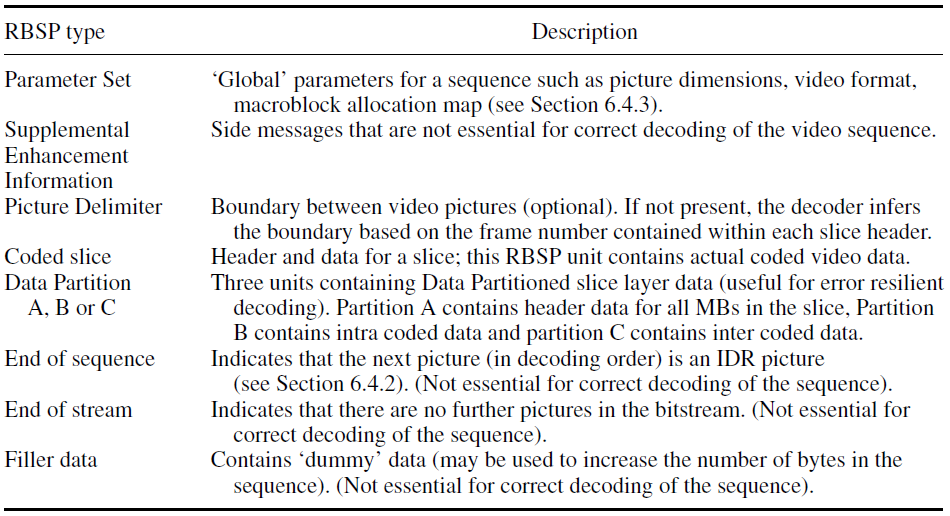 RBSP type Description
Parameter Set ‘Global’ parameters for a sequence such as picture dimensions, video format,
macroblock allocation map (see Section 6.4.3).
Supplemental Side messages that are not essential for correct decoding of the video sequence.
Enhancement
Information
Picture Delimiter Boundary between video pictures (optional). If not present, the decoder infers
the boundary based on the frame number contained within each slice header.
Coded slice Header and data for a slice; this RBSP unit contains actual coded video data.
Data Partition Three units containing Data Partitioned slice layer data (useful for error resilient
A, B or C decoding). Partition A contains header data for all MBs in the slice, Partition
B contains intra coded data and partition C contains inter coded data.
End of sequence Indicates that the next picture (in decoding order) is an IDR picture
(see Section 6.4.2). (Not essential for correct decoding of the sequence).
End of stream Indicates that there are no further pictures in the bitstream. (Not essential for
correct decoding of the sequence).
Filler data Contains ‘dummy’ data (may be used to increase the number of bytes in the
sequence). (Not essential for correct decoding of the sequence).